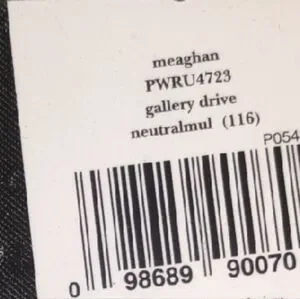 meaghan
PWRU4723
gallery drive
neutralmul (116)
P054
0 98689 90070